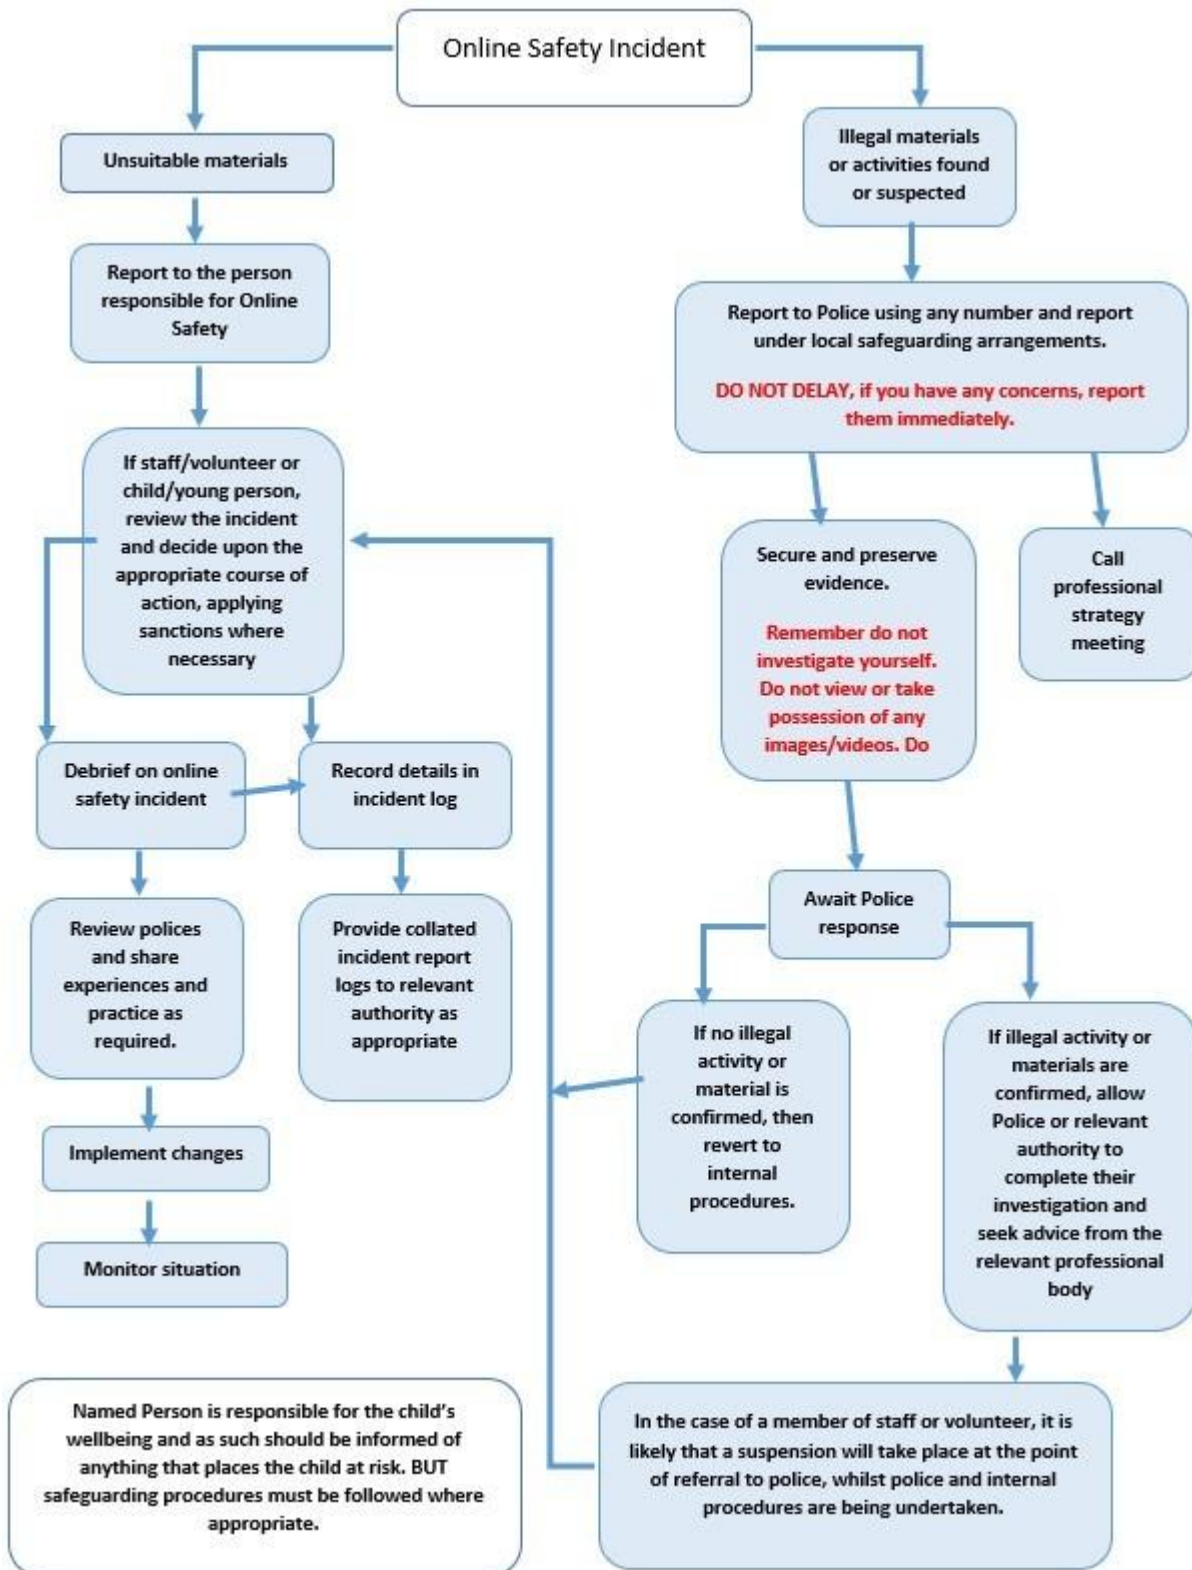 Online Safety Incident
Unsuitable materials
Report to the person
responsible for Online
Safety
If staff/volunteer or
child/young person,
review the incident
and decide upon the
appropriate course of
action, applying
sanctions where
necessary
Debrief on online
safety incident
Record details in
incident log
Review polices
and share
experiences and
practice as
required.
Provide collated
incident report
logs to relevant
authority as
appropriate
Implement changes
Monitor situation
Illegal materials
or activities found
or suspected
Report to Police using any number and report
under local safeguarding arrangements.
DO NOT DELAY, if you have any concerns, report
them immediately.
Secure and preserve
evidence.
Remember do not
investigate yourself.
Do not view or take
possession of any
images/videos. Do
Call
professional
strategy
meeting
Await Police
response
If no illegal
activity or
material is
confirmed, then
revert to
internal
procedures.
If illegal activity or
materials are
confirmed, allow
Police or relevant
authority to
complete their
investigation and
seek advice from the
relevant professional
body
In the case of a member of staff or volunteer, it is
likely that a suspension will take place at the point
of referral to police, whilst police and internal
procedures are being undertaken.
Named Person is responsible for the child’s
wellbeing and as such should be informed of
anything that places the child at risk. BUT
safeguarding procedures must be followed where
appropriate.